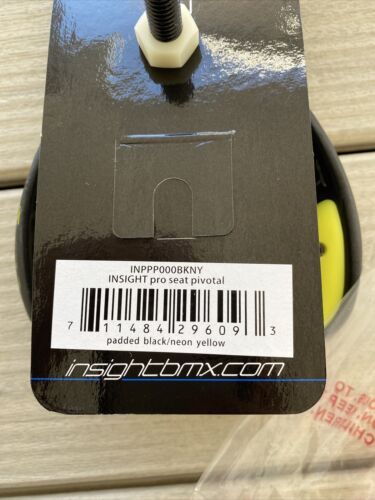 INPPP000BKNY
INSIGHT pro seat pivotal
7 11484 29609 3
padded black/neon yellow
insightbmx.com